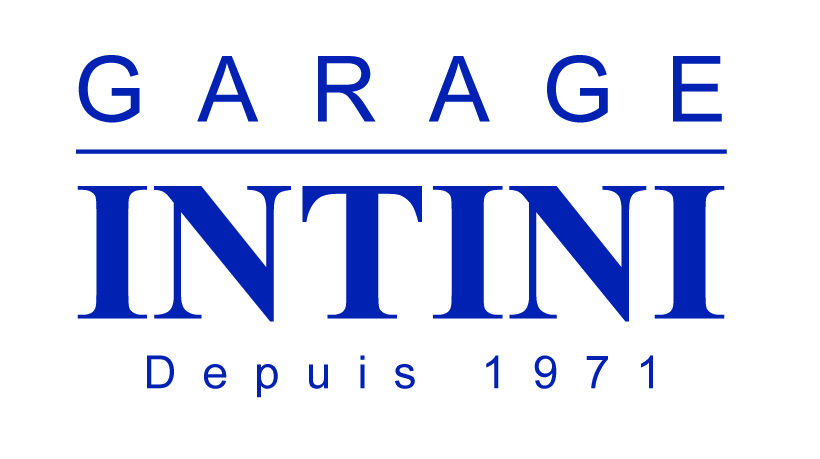 GARAGE
INTINI
Depuis 1971